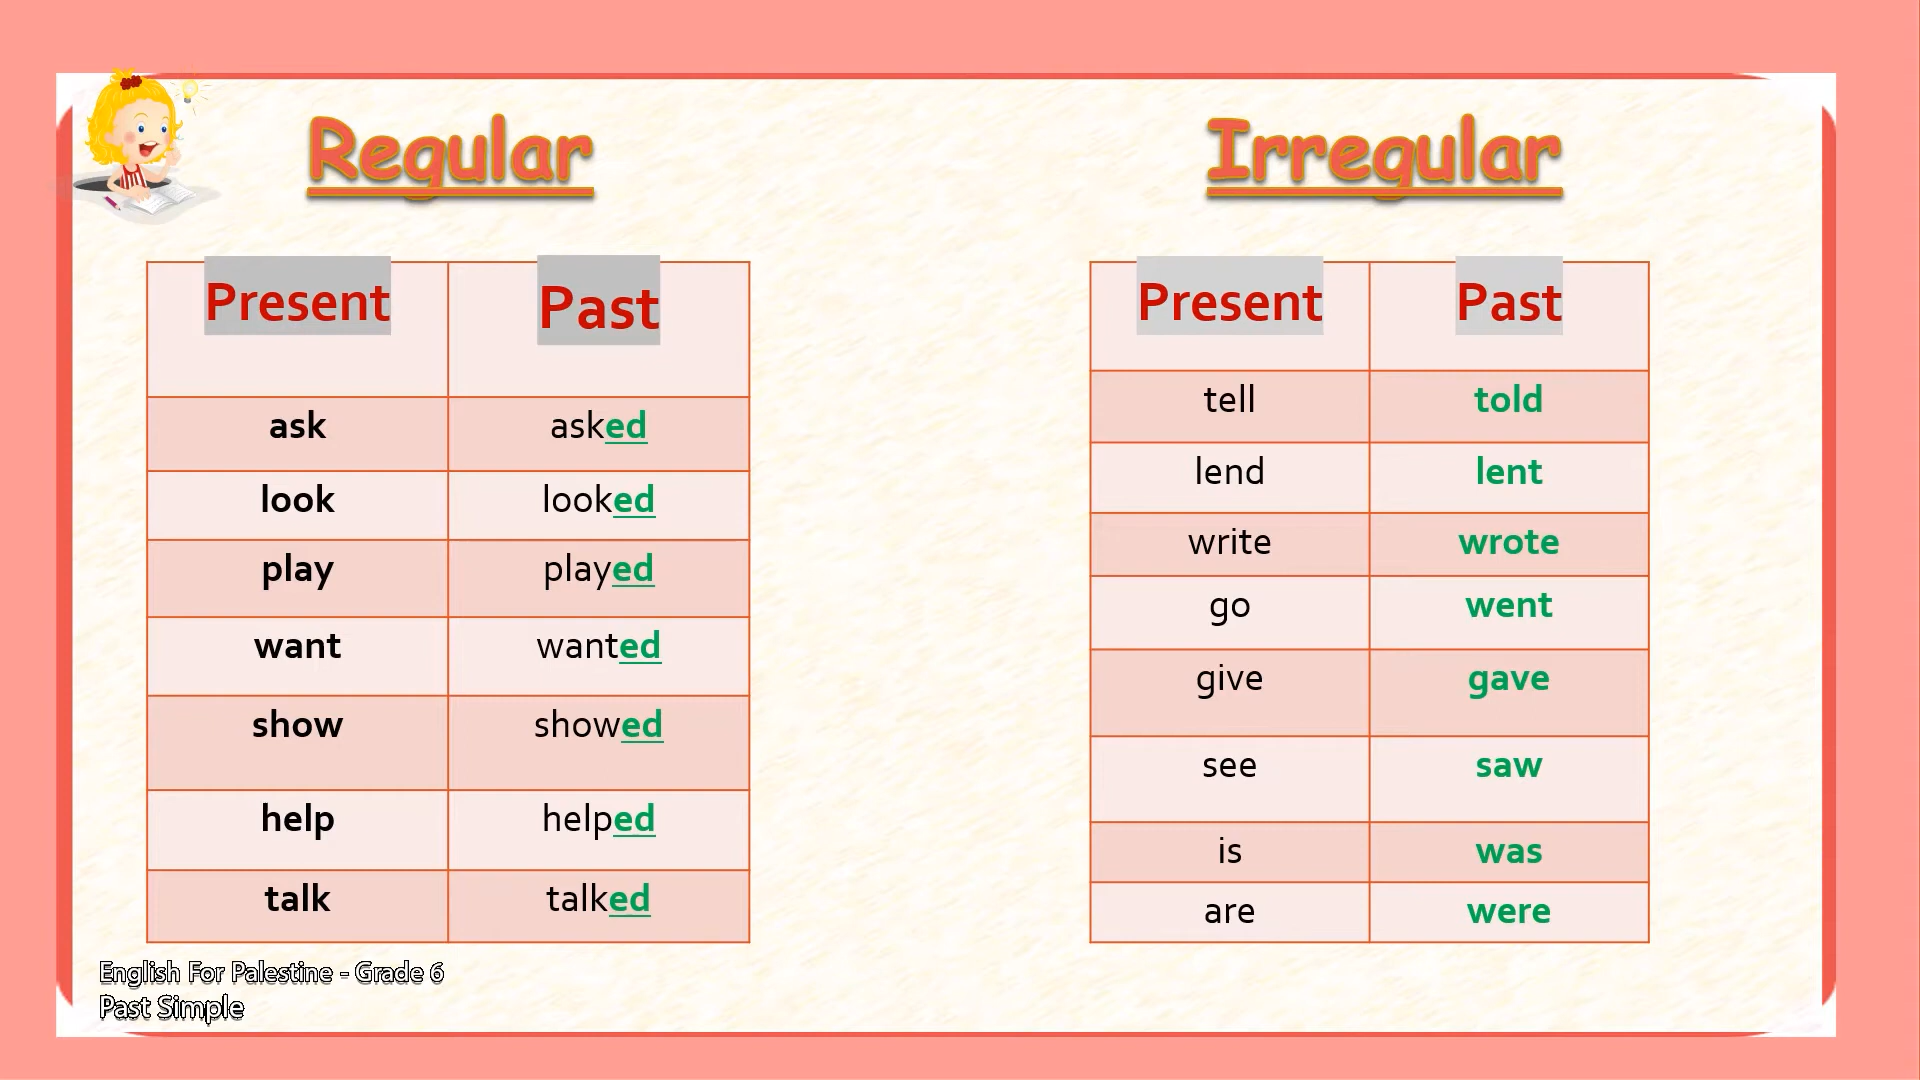 Regular
Present Past
ask asked
look looked
play played
want wanted
show showed
help helped
talk talked
Irregular
Present Past
tell told
lend lent
write wrote
go went
give gave
see saw
is was
are were
English For Palestine - Grade 6
Past Simple